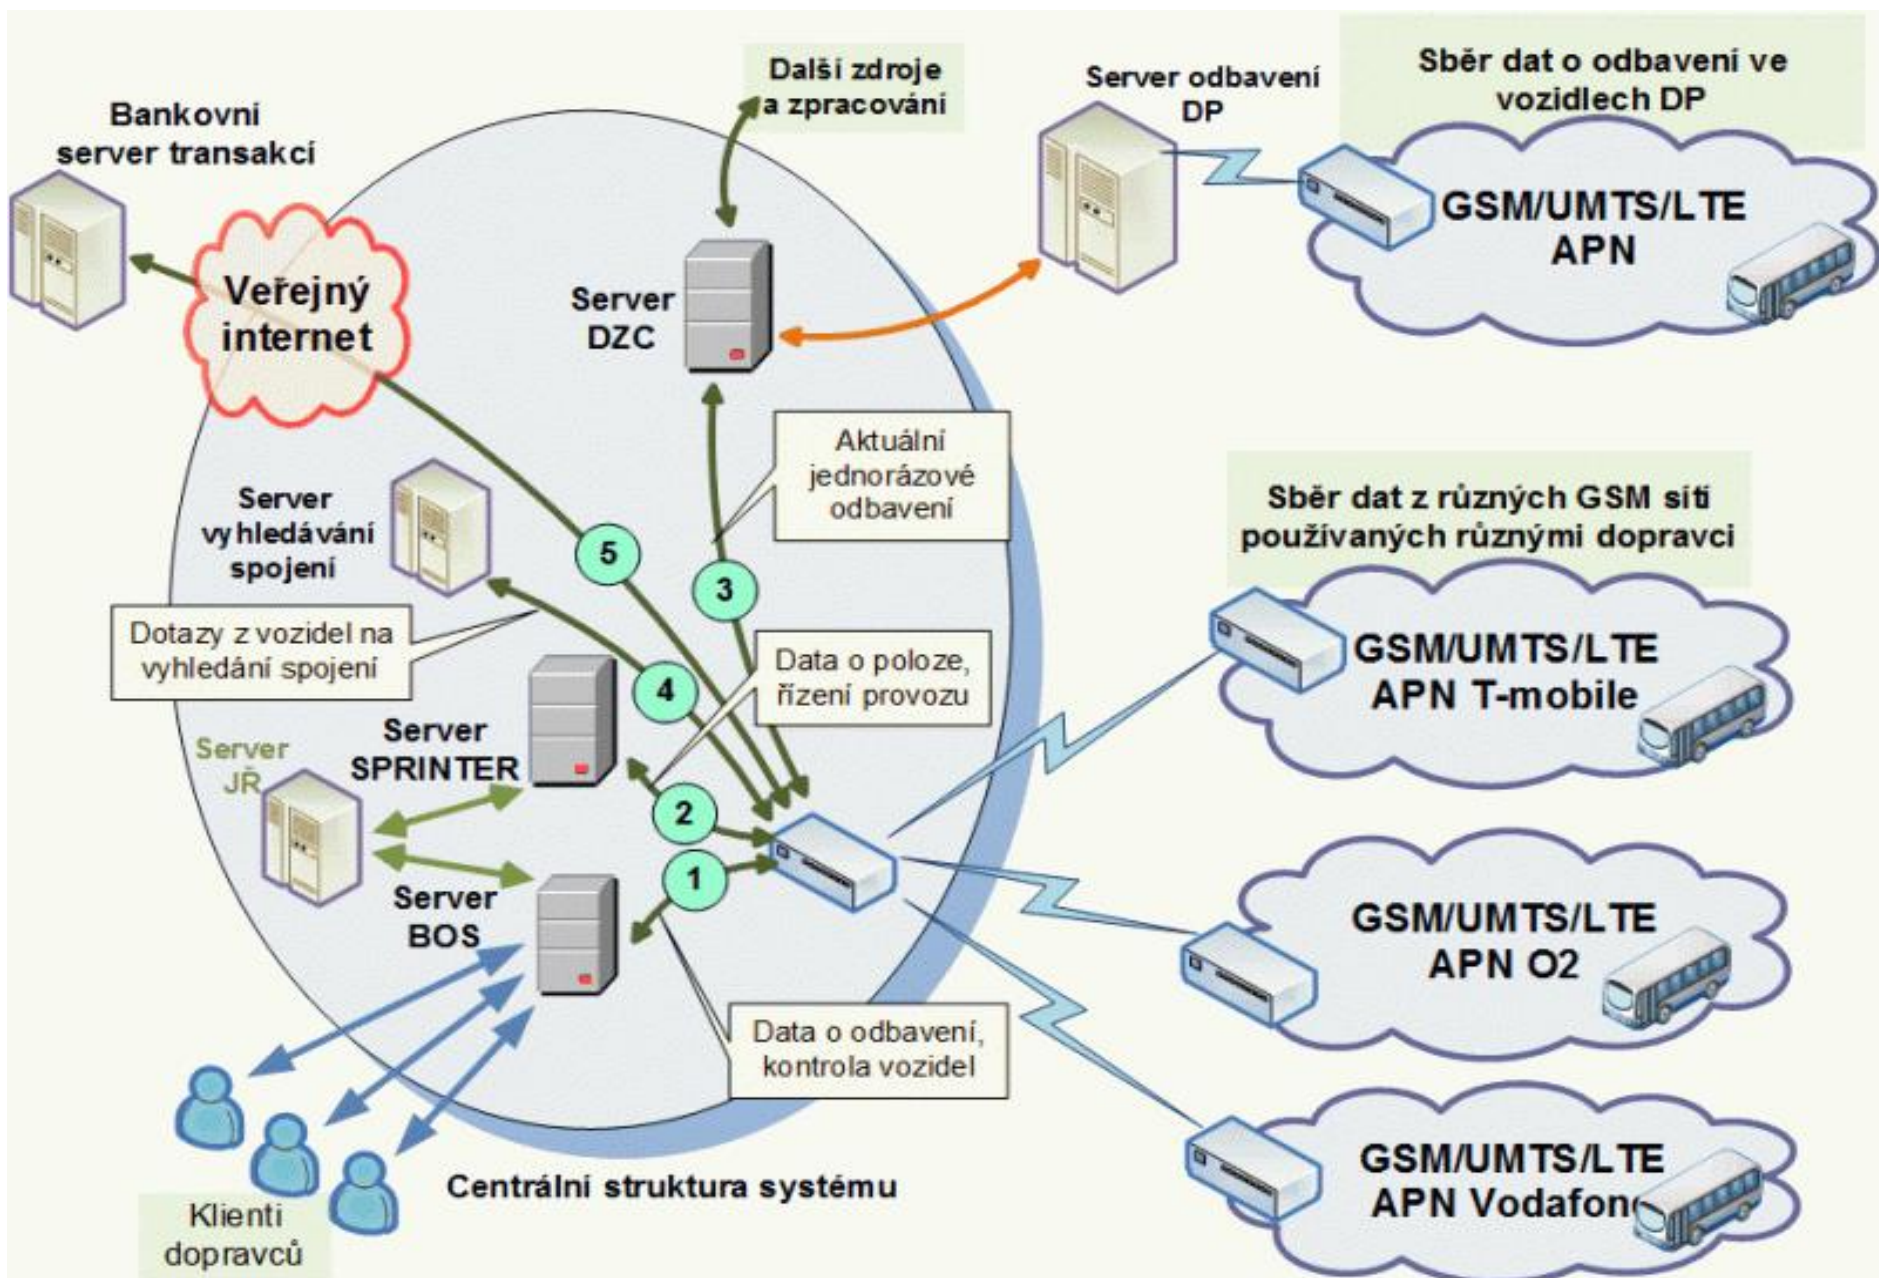 Další zdroje
a zpracování
Server odbavení
DP
Sběr dat o odbavení ve
vozidlech DP
Bankovní
server transakcí
GSM/UMTS/LTE
APN
Veřejný
internet
Server
DZC
Aktuální
jednorázové
odbavení
Server
vyhledávání
spojení
Sběr dat z různých GSM sítí
používaných různými dopravci
5
3
Dotazy z vozidel na
vyhledání spojení
4
Data o poloze,
řízení provozu
GSM/UMTS/LTE
APN T-mobile
Server
SPRINTER
Server
JŘ
2
1
Server
BOS
GSM/UMTS/LTE
APN O2
Data o odbavení,
kontrola vozidel
GSM/UMTS/LTE
APN Vodafone
Centrální struktura systému
Klienti
dopravců